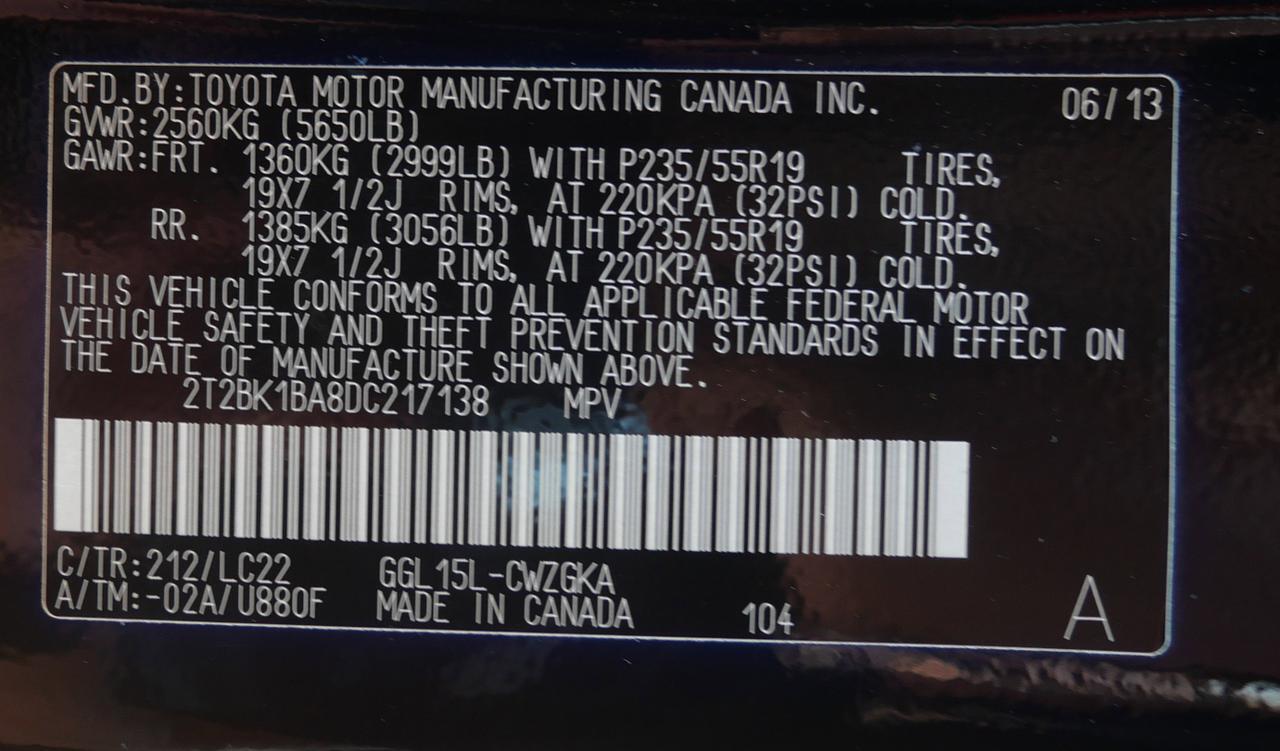 MFD.BY:TOYOTA MOTOR MANUFACTURING CANADA INC. 06/13
GVWR:2560KG (5650LB)
GAWR:FRT. 1360KG (2999LB) WITH P235/55R19 TIRES,
19X7 1/2J RIMS, AT 220KPA (32PSI) COLD.
RR. 1385KG (3056LB) WITH P235/55R19 TIRES,
19X7 1/2J RIMS, AT 220KPA (32PSI) COLD.
THIS VEHICLE CONFORMS TO ALL APPLICABLE FEDERAL MOTOR
VEHICLE SAFETY AND THEFT PREVENTION STANDARDS IN EFFECT ON
THE DATE OF MANUFACTURE SHOWN ABOVE.
2T2BK1BA8DC217138 MPV
C/TR:212/LC22 GGL15L-CWZGKA
A/TM:-02A/U880F MADE IN CANADA 104 A